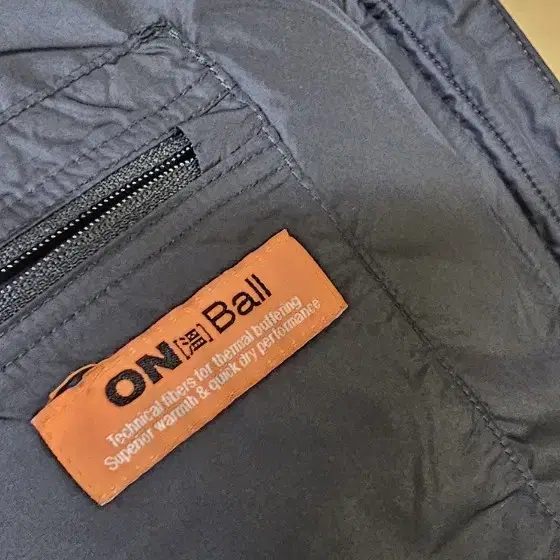 ON[溫]Ball
Technical fibers for thermal buffering
Superior warmth & quick dry performance